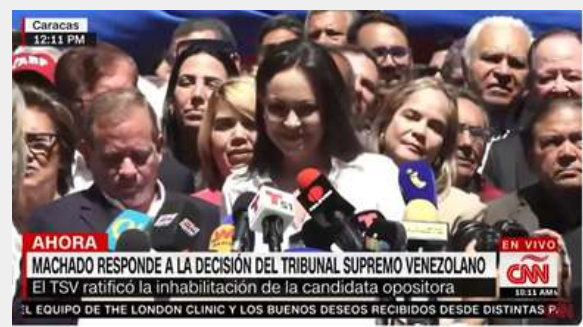 Caracas
12:11 PM
51
AHORA
EN VIVO
MACHADO RESPONDE A LA DECISIÓN DEL TRIBUNAL SUPREMO VENEZOLANO
El TSV ratificó la inhabilitación de la candidata opositora
CNN
10:11 AM
EL EQUIPO DE THE LONDON CLINIC Y LOS BUENOS DESEOS RECIBIDOS DESDE DISTINTAS